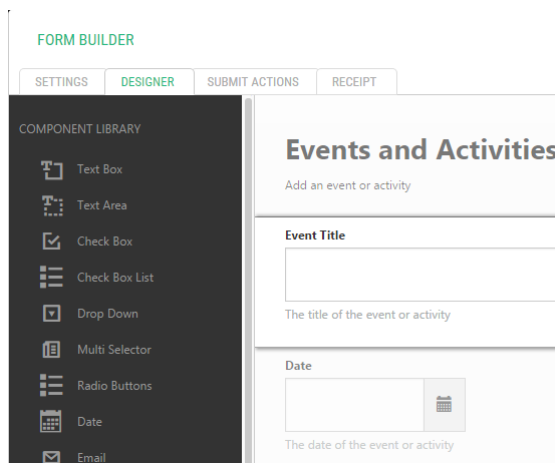 FORM BUILDER
SETTINGS DESIGNER SUBMIT ACTIONS RECEIPT
COMPONENT LIBRARY
Text Box
Text Area
Check Box
Check Box List
Drop Down
Multi Selector
Radio Buttons
Date
Email
Events and Activities
Add an event or activity
Event Title
The title of the event or activity
Date
The date of the event or activity